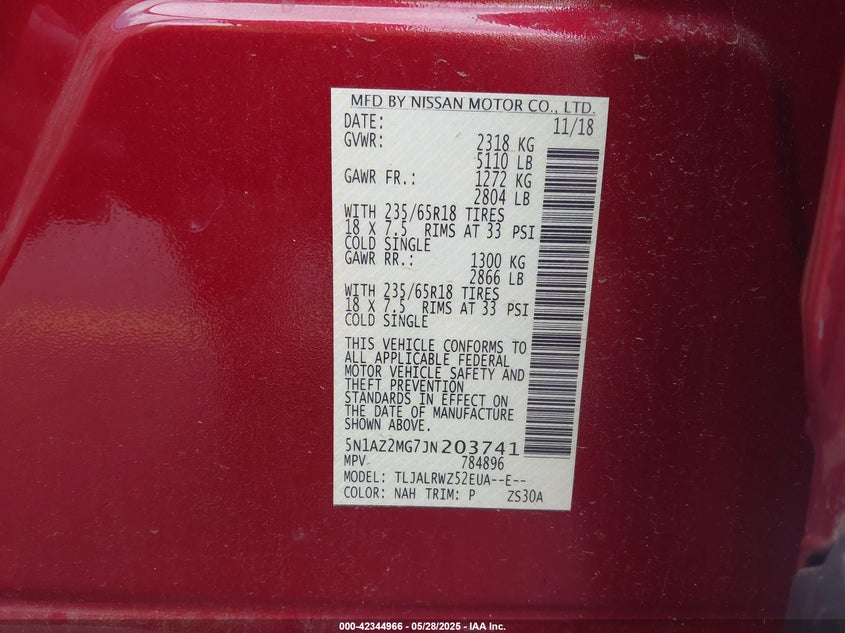 MFD BY NISSAN MOTOR CO., LTD.
DATE: 11/18
GVWR: 2318 KG
5110 LB
GAWR FR.: 1272 KG
2804 LB
WITH 235/65R18 TIRES
18 X 7.5 RIMS AT 33 PSI
COLD SINGLE
GAWR RR.: 1300 KG
2866 LB
WITH 235/65R18 TIRES
18 X 7.5 RIMS AT 33 PSI
COLD SINGLE
THIS VEHICLE CONFORMS TO
ALL APPLICABLE FEDERAL
MOTOR VEHICLE SAFETY AND
THEFT PREVENTION
STANDARDS IN EFFECT ON
THE DATE OF MANUFACTURE
SHOWN ABOVE.
5N1AZ2MG7JN203741
MPV 784896
MODEL: TLJALRWZ52EUA--E--
COLOR: NAH TRIM: P ZS30A
000-42344966 — 05/28/2025 - IAA Inc.